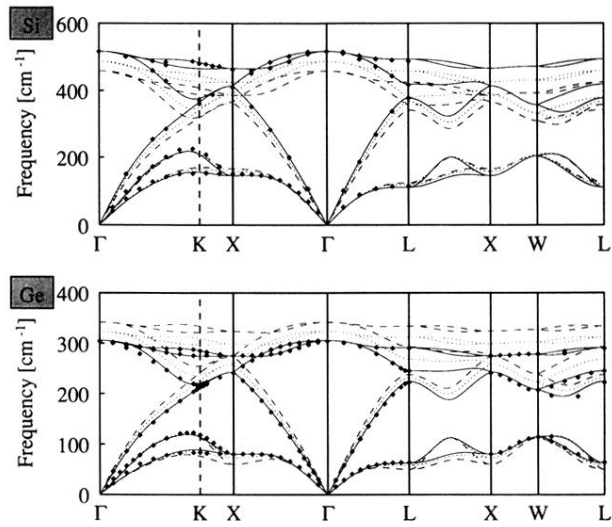 Si
600
400
200
0
Frequency [cm⁻¹]
Γ K X Γ L X W L
Ge
400
300
200
100
0
Frequency [cm⁻¹]
Γ K X Γ L X W L